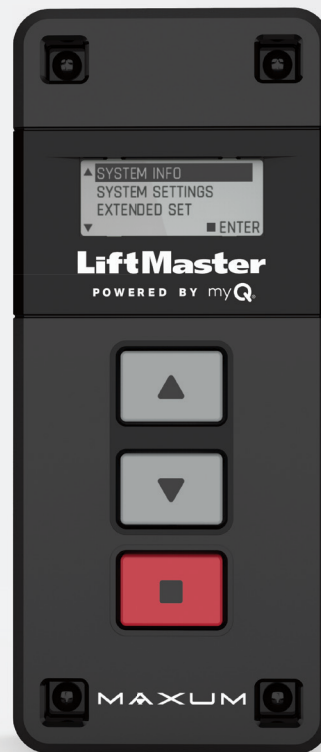 SYSTEM INFO
SYSTEM SETTINGS
EXTENDED SET
ENTER
LiftMaster
POWERED BY myQ®
MAXUM